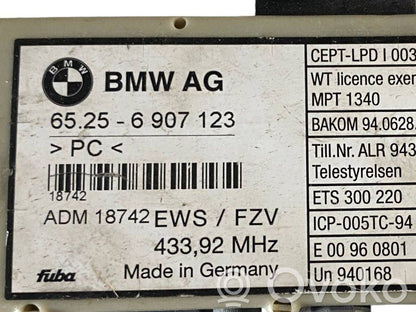 BMW
BMW AG
65.25 - 6 907 123
> PC <
18742
ADM 18742 EWS / FZV
433,92 MHz
fuba Made in Germany
CEPT-LPD I 003
WT licence exe
MPT 1340
BAKOM 94.0628.
Till.Nr. ALR 943
Telestyrelsen
ETS 300 220
ICP-005TC-94
E 00 96 0801
Un 940168
Ovoko